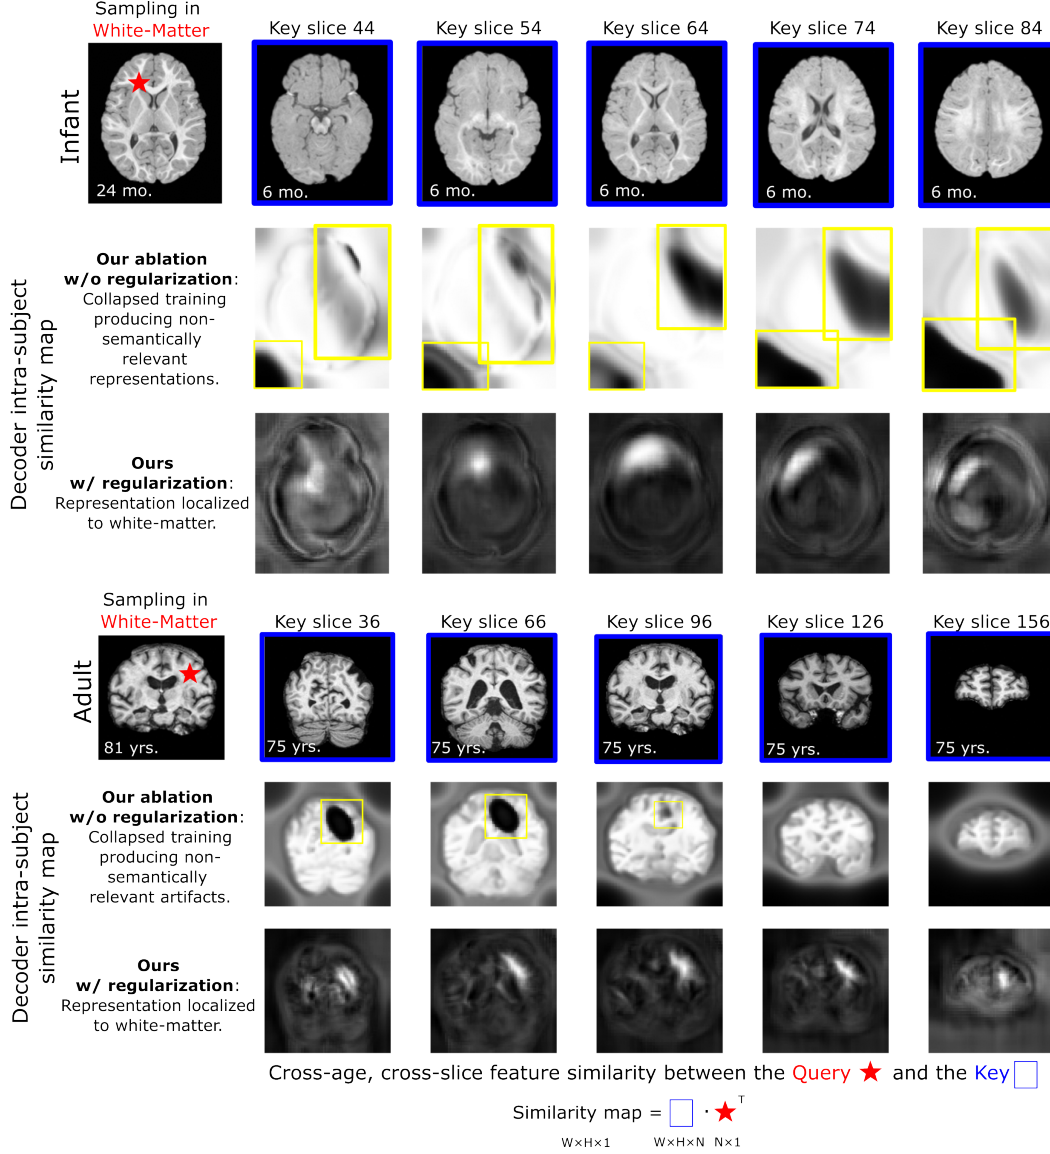 Sampling in
White-Matter
Key slice 44
Key slice 54
Key slice 64
Key slice 74
Key slice 84
Infant
24 mo.
6 mo.
6 mo.
6 mo.
6 mo.
6 mo.
Decoder intra-subject
similarity map
Our ablation
w/o regularization:
Collapsed training
producing non-
semantically
relevant
representations.
Ours
w/ regularization:
Representation localized
to white-matter.
Sampling in
White-Matter
Key slice 36
Key slice 66
Key slice 96
Key slice 126
Key slice 156
Adult
81 yrs.
75 yrs.
75 yrs.
75 yrs.
75 yrs.
75 yrs.
Decoder intra-subject
similarity map
Our ablation
w/o regularization:
Collapsed training
producing non-
semantically
relevant artifacts.
Ours
w/ regularization:
Representation localized
to white-matter.
Cross-age, cross-slice feature similarity between the Query ★ and the Key
Similarity map = · ★ T
W×H×1 W×H×N N×1